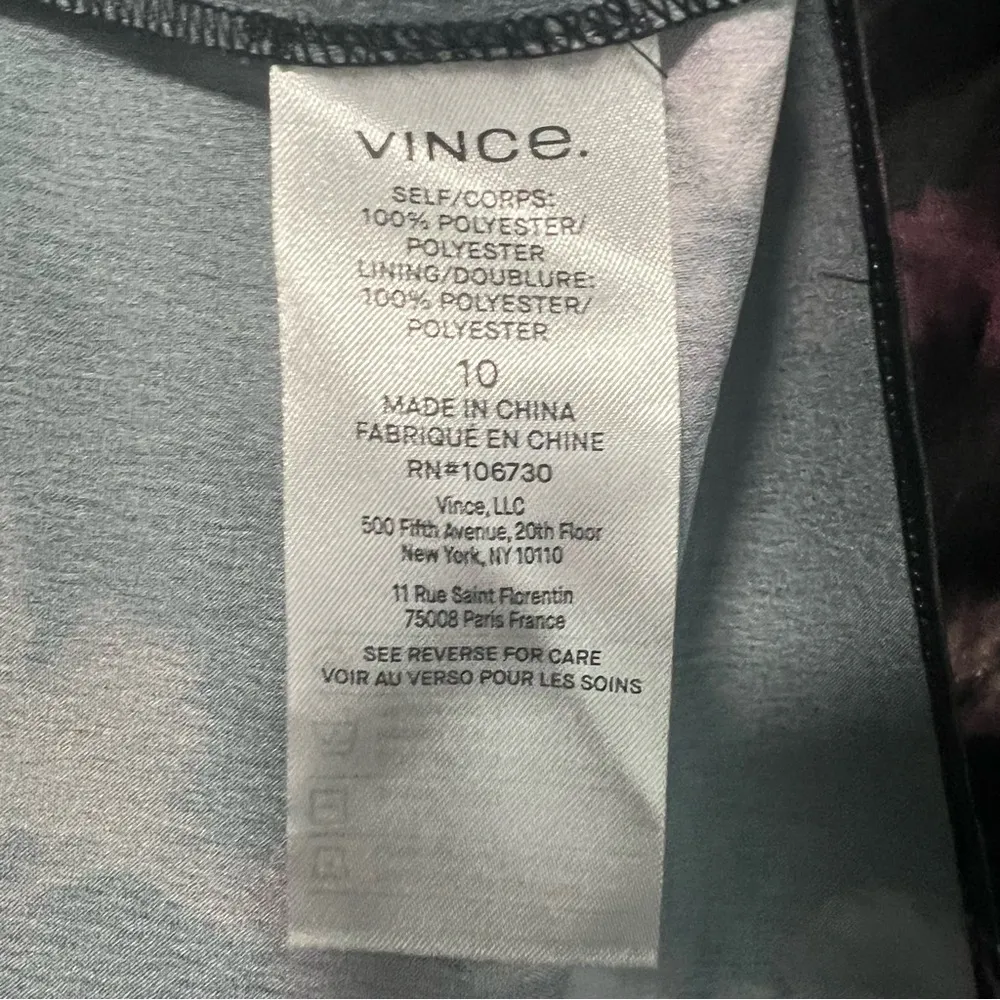 VINCe.
SELF/CORPS:
100% POLYESTER/
POLYESTER
LINING/DOUBLURE:
100% POLYESTER/
POLYESTER
10
MADE IN CHINA
FABRIQUÉ EN CHINE
RN#106730
Vince, LLC
500 Fifth Avenue, 20th Floor
New York, NY 10110
11 Rue Saint Florentin
75008 Paris France
SEE REVERSE FOR CARE
VOIR AU VERSO POUR LES SOINS